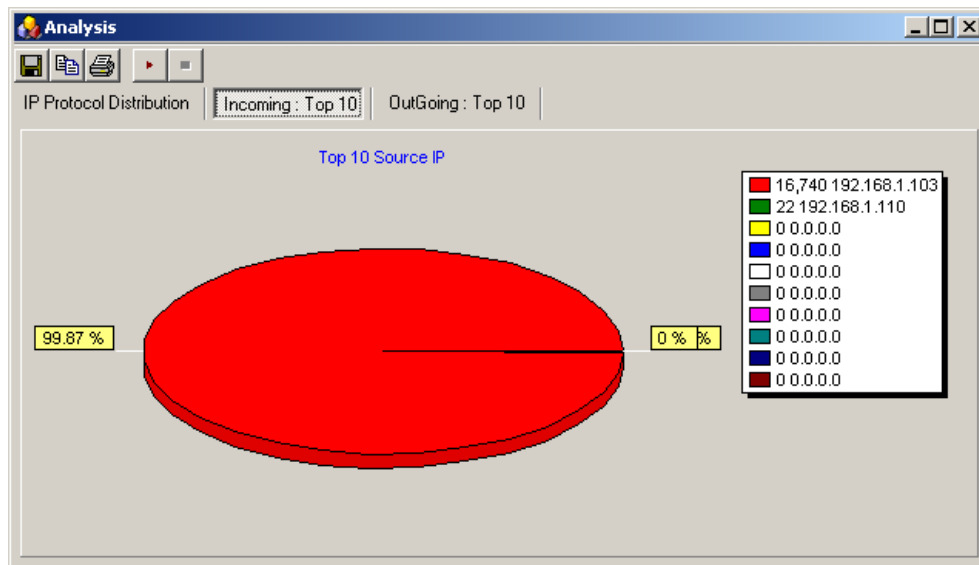 Analysis
IP Protocol Distribution
Incoming : Top 10
OutGoing : Top 10
Top 10 Source IP
16,740 192.168.1.103
22 192.168.1.110
0 0.0.0.0
0 0.0.0.0
0 0.0.0.0
0 0.0.0.0
0 0.0.0.0
0 0.0.0.0
0 0.0.0.0
0 0.0.0.0
99.87 %
0 %
%